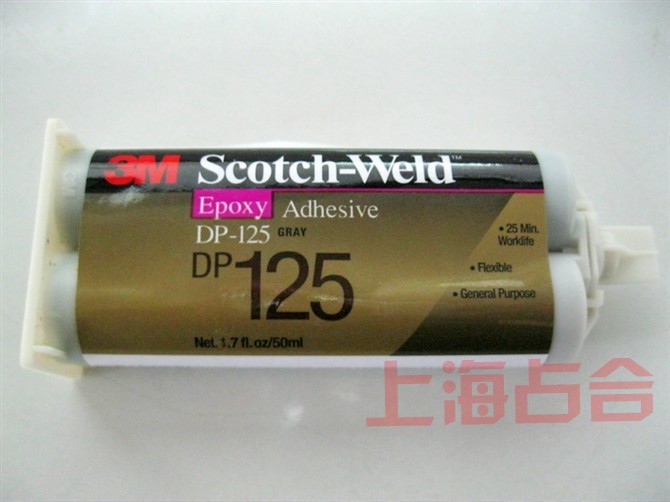 3M Scotch-Weld™
Epoxy Adhesive
DP-125 GRAY
DP125
• 25 Min. Worklife
• Flexible
• General Purpose
Net. 1.7 fl. oz/50ml
上海占合